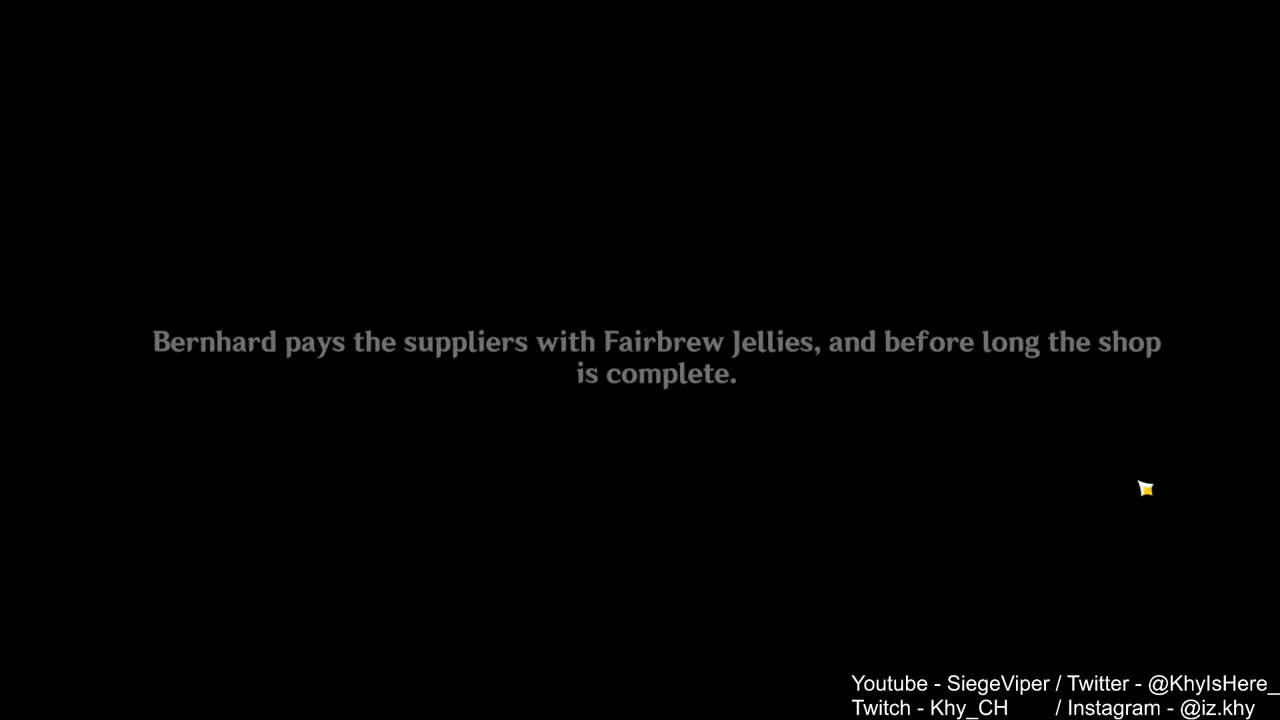 Bernhard pays the suppliers with Fairbrew Jellies, and before long the shop
is complete.
Youtube - SiegeViper / Twitter - @KhyIsHere_
Twitch - Khy_CH / Instagram - @iz.khy